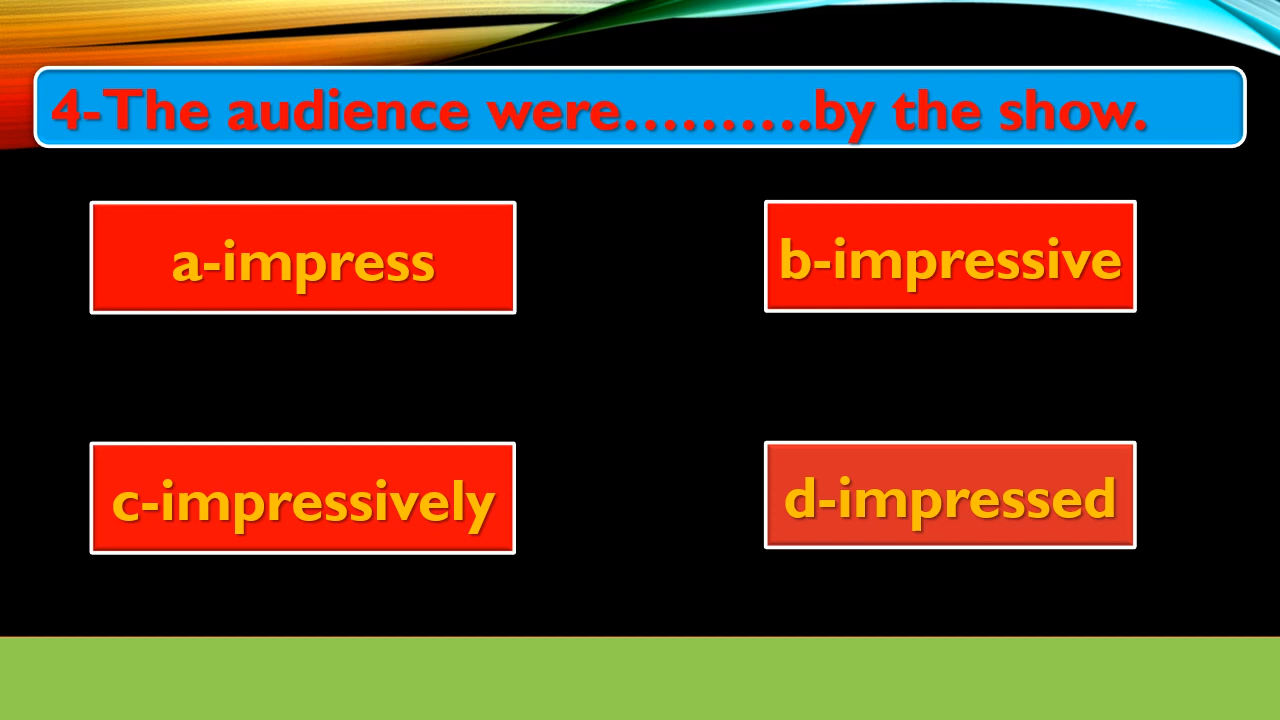 4-The audience were……….by the show.
a-impress
b-impressive
c-impressively
d-impressed